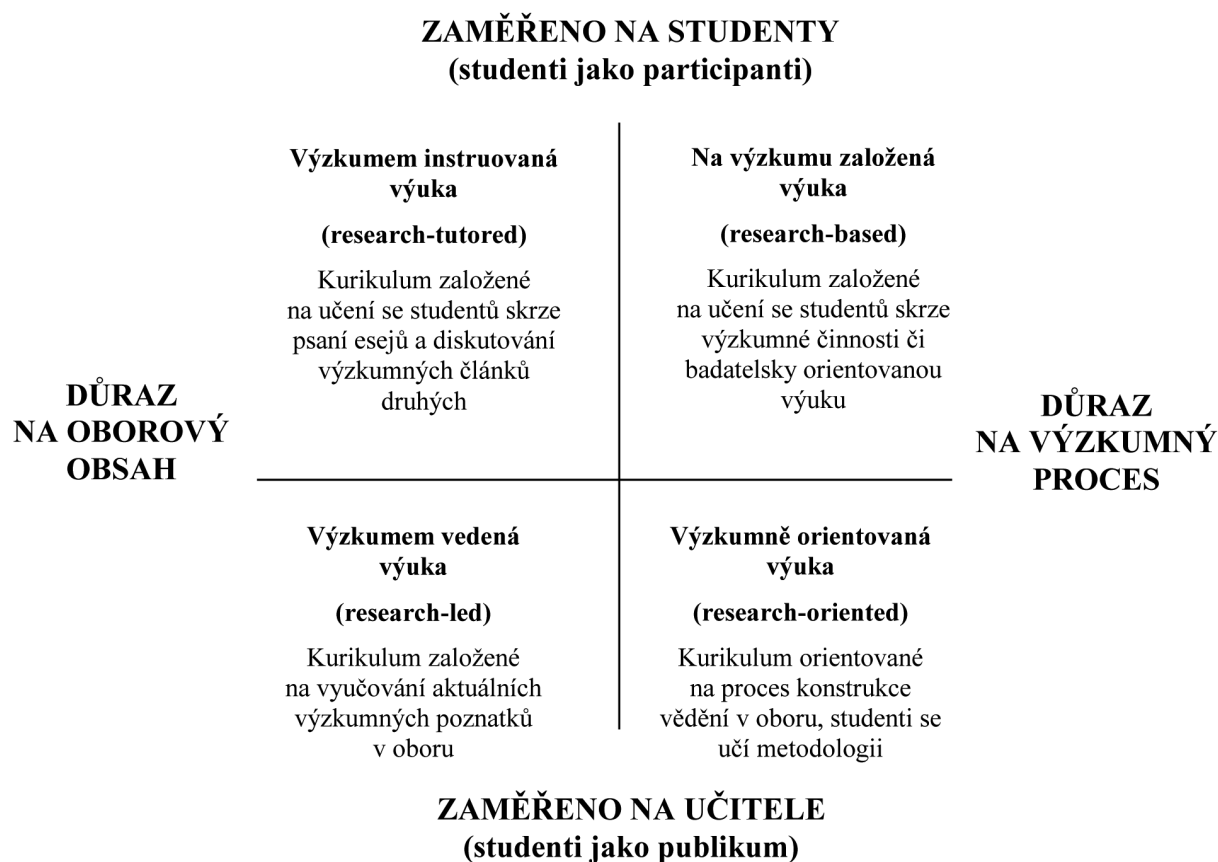 ZAMĚŘENO NA STUDENTY
(studenti jako participanti)
Výzkumem instruovaná
výuka
(research-tutored)
Kurikulum založené
na učení se studentů skrze
psaní esejů a diskutování
výzkumných článků
druhých
Na výzkumu založená
výuka
(research-based)
Kurikulum založené
na učení se studentů skrze
výzkumné činnosti či
badatelsky orientovanou
výuku
DŮRAZ
NA OBOROVÝ
OBSAH
DŮRAZ
NA VÝZKUMNÝ
PROCES
Výzkumem vedená
výuka
(research-led)
Kurikulum založené
na vyučování aktuálních
výzkumných poznatků
v oboru
Výzkumně orientovaná
výuka
(research-oriented)
Kurikulum orientované
na proces konstrukce
vědění v oboru, studenti se
učí metodologii
ZAMĚŘENO NA UČITELE
(studenti jako publikum)